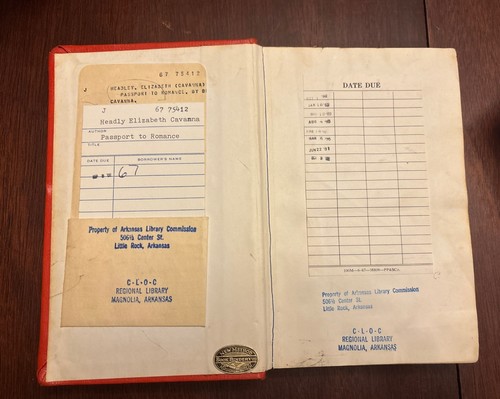 67 75412
J
HEADLEY, ELIZABETH (CAVANNA)
PASSPORT TO ROMANCE, BY
CAVANNA.
J 67 75412
Headly Elizabeth Cavanna
AUTHOR
Passport to Romance
TITLE
DATE DUE BORROWER'S NAME
67
Property of Arkansas Library Commission
506½ Center St.
Little Rock, Arkansas
C-L-O-C
REGIONAL LIBRARY
MAGNOLIA, ARKANSAS
DATE DUE
Property of Arkansas Library Commission
506½ Center St.
Little Rock, Arkansas
C-L-O-C
REGIONAL LIBRARY
MAGNOLIA, ARKANSAS